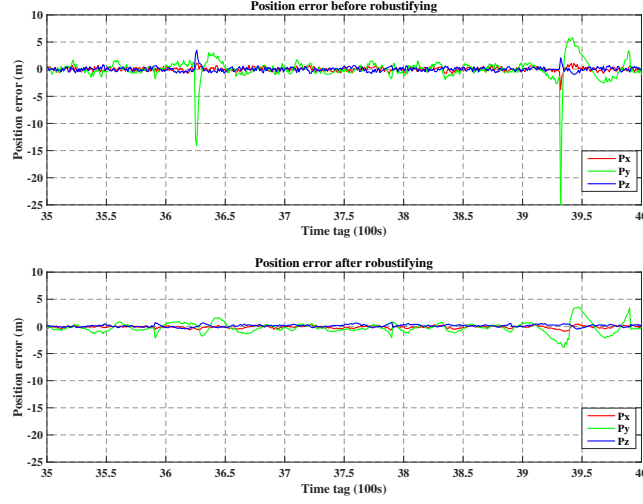 Position error before robustifying
10
5
0
-5
-10
-15
-20
-25
Position error (m)
Px
Py
Pz
35 35.5 36 36.5 37 37.5 38 38.5 39 39.5 40
Time tag (100s)
Position error after robustifying
10
5
0
-5
-10
-15
-20
-25
Position error (m)
Px
Py
Pz
35 35.5 36 36.5 37 37.5 38 38.5 39 39.5 40
Time tag (100s)